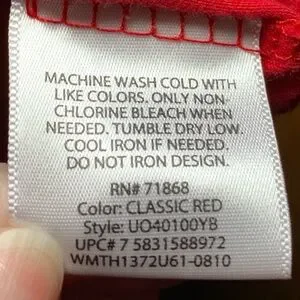 MACHINE WASH COLD WITH
LIKE COLORS. ONLY NON-
CHLORINE BLEACH WHEN
NEEDED. TUMBLE DRY LOW.
COOL IRON IF NEEDED.
DO NOT IRON DESIGN.
RN# 71868
Color: CLASSIC RED
Style: UO40100YB
UPC# 7 5831588972
WMTH1372U61-0810